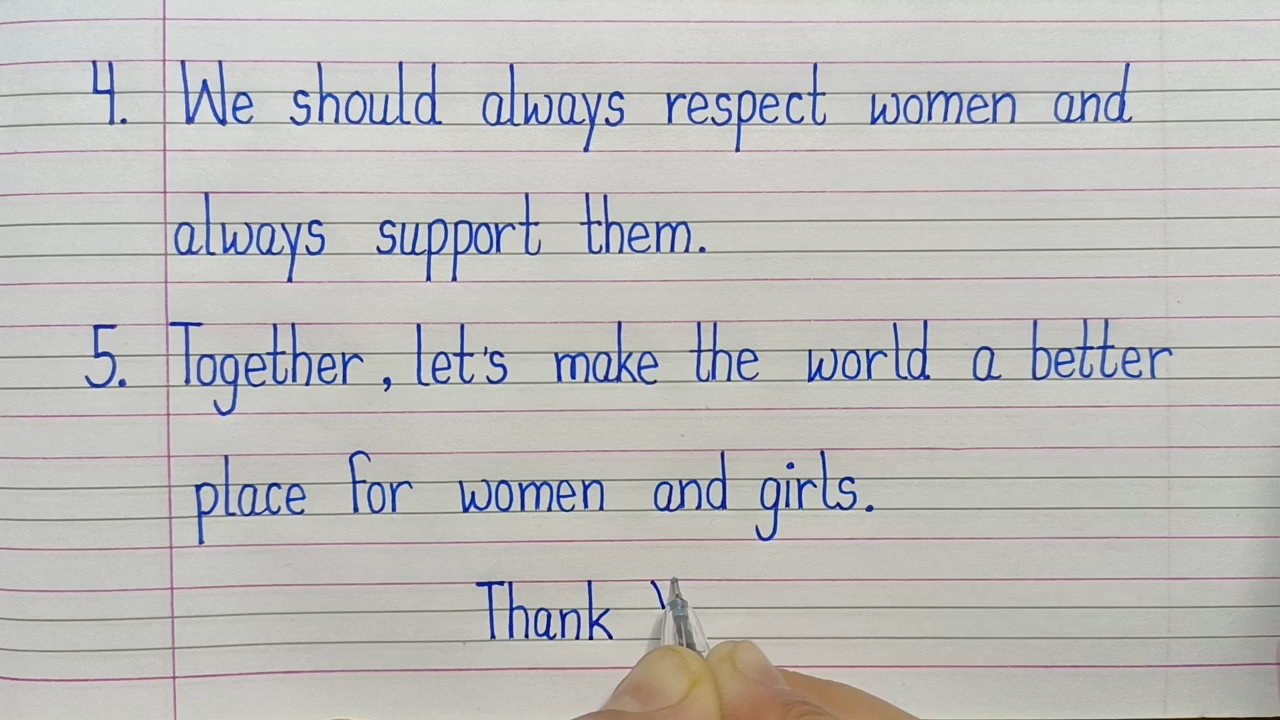 4. We should always respect women and
always support them.
5. Together, let's make the world a better
place for women and girls.
Thank